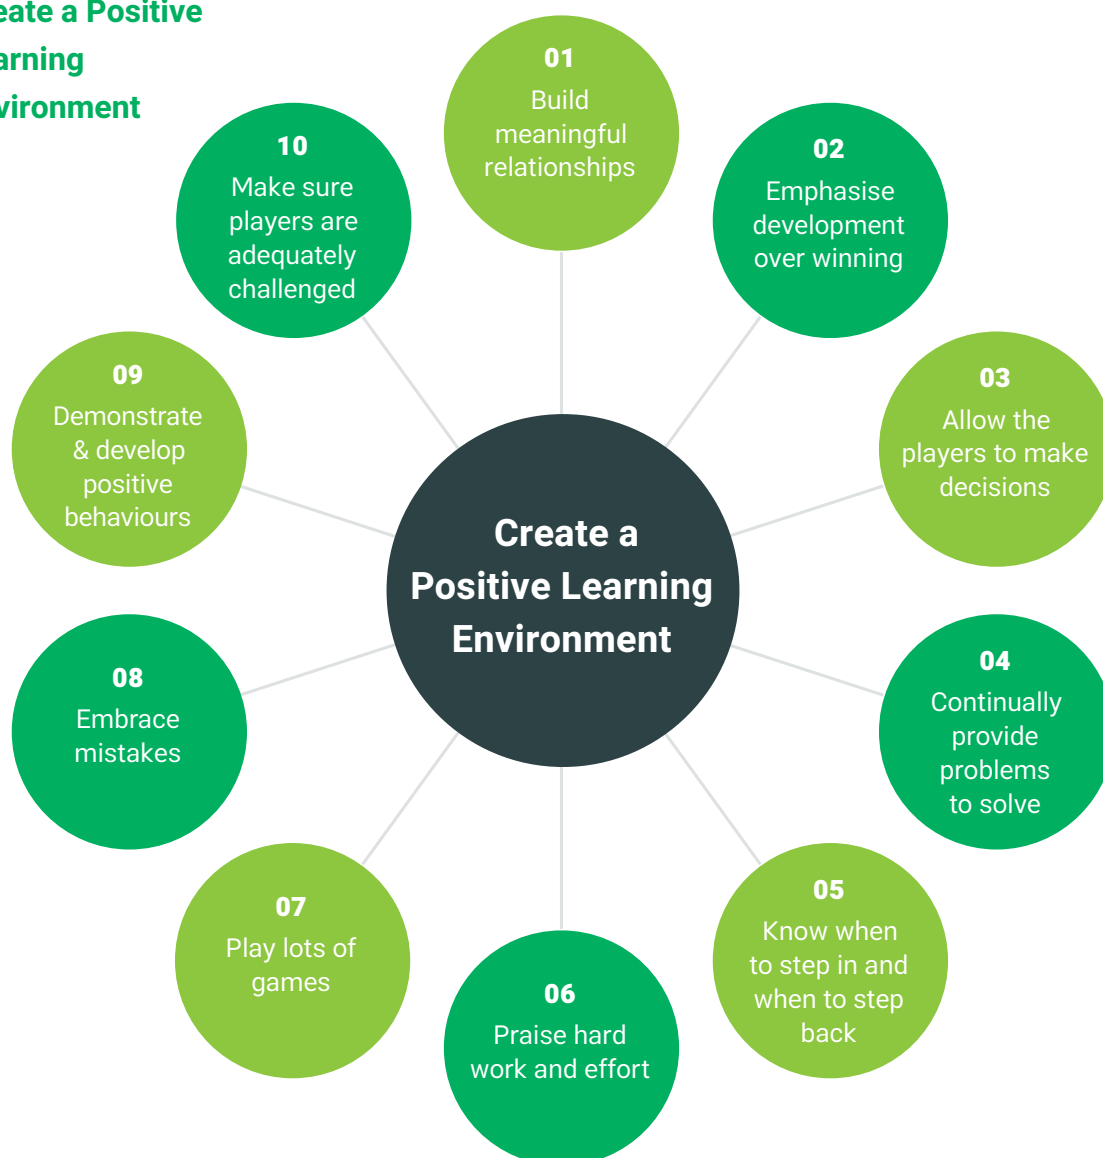 eate a Positive
arning
vironment
01
Build
meaningful
relationships
02
Emphasise
development
over winning
03
Allow the
players to make
decisions
04
Continually
provide
problems
to solve
05
Know when
to step in and
when to step
back
06
Praise hard
work and effort
07
Play lots of
games
08
Embrace
mistakes
09
Demonstrate
& develop
positive
behaviours
10
Make sure
players are
adequately
challenged
Create a
Positive Learning
Environment